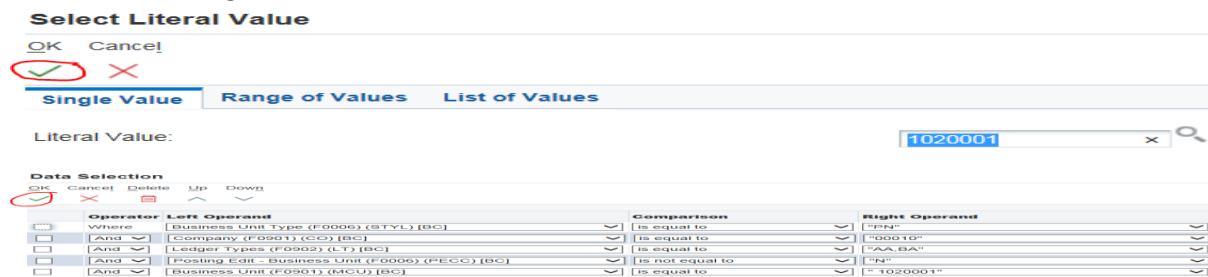 Select Literal Value
OK Cancel
Single Value Range of Values List of Values
Literal Value: 1020001 ×
Data Selection
OK Cancel Delete Up Down
Operator Left Operand Comparison Right Operand
Where Business Unit Type (F0006) (STYL) [BC] is equal to "PN"
And Company (F0901) (CO) [BC] is equal to "00010"
And Ledger Types (F0902) (LT) [BC] is equal to "AA,BA"
And Posting Edit - Business Unit (F0006) (PECC) [BC] is not equal to "N"
And Business Unit (F0901) (MCU) [BC] is equal to " 1020001"